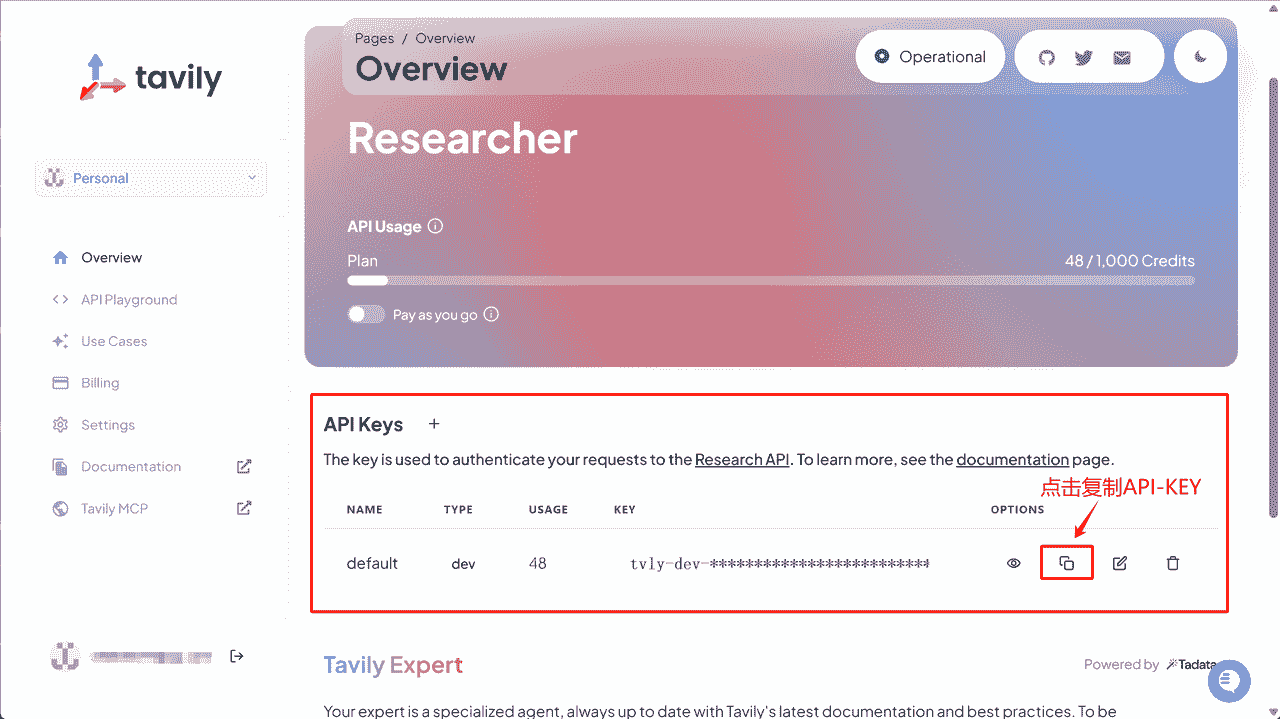 tavily
Personal
Overview
API Playground
Use Cases
Billing
Settings
Documentation
Tavily MCP
Pages / Overview
Overview
Operational
Researcher
API Usage
Plan
48 / 1,000 Credits
Pay as you go
API Keys +
The key is used to authenticate your requests to the Research API. To learn more, see the documentation page.
点击复制API-KEY
NAME TYPE USAGE KEY OPTIONS
default dev 48 tvly-dev-**************************
Tavily Expert
Powered by Tadata
Your expert is a specialized agent, always up to date with Tavily's latest documentation and best practices. To be